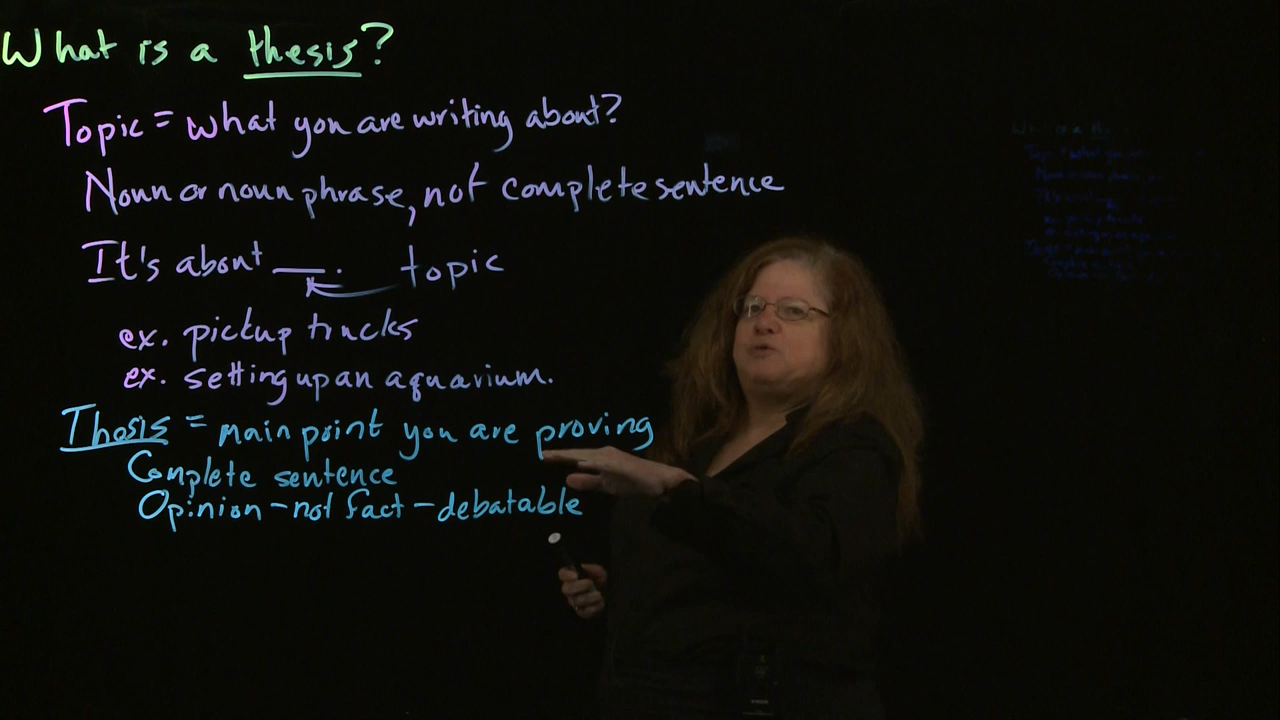 What is a thesis?
Topic = what you are writing about?
Noun or noun phrase, not complete sentence
It's about ___. topic
ex. pickup trucks
ex. setting up an aquarium.
Thesis = main point you are proving
Complete sentence
Opinion - not fact - debatable